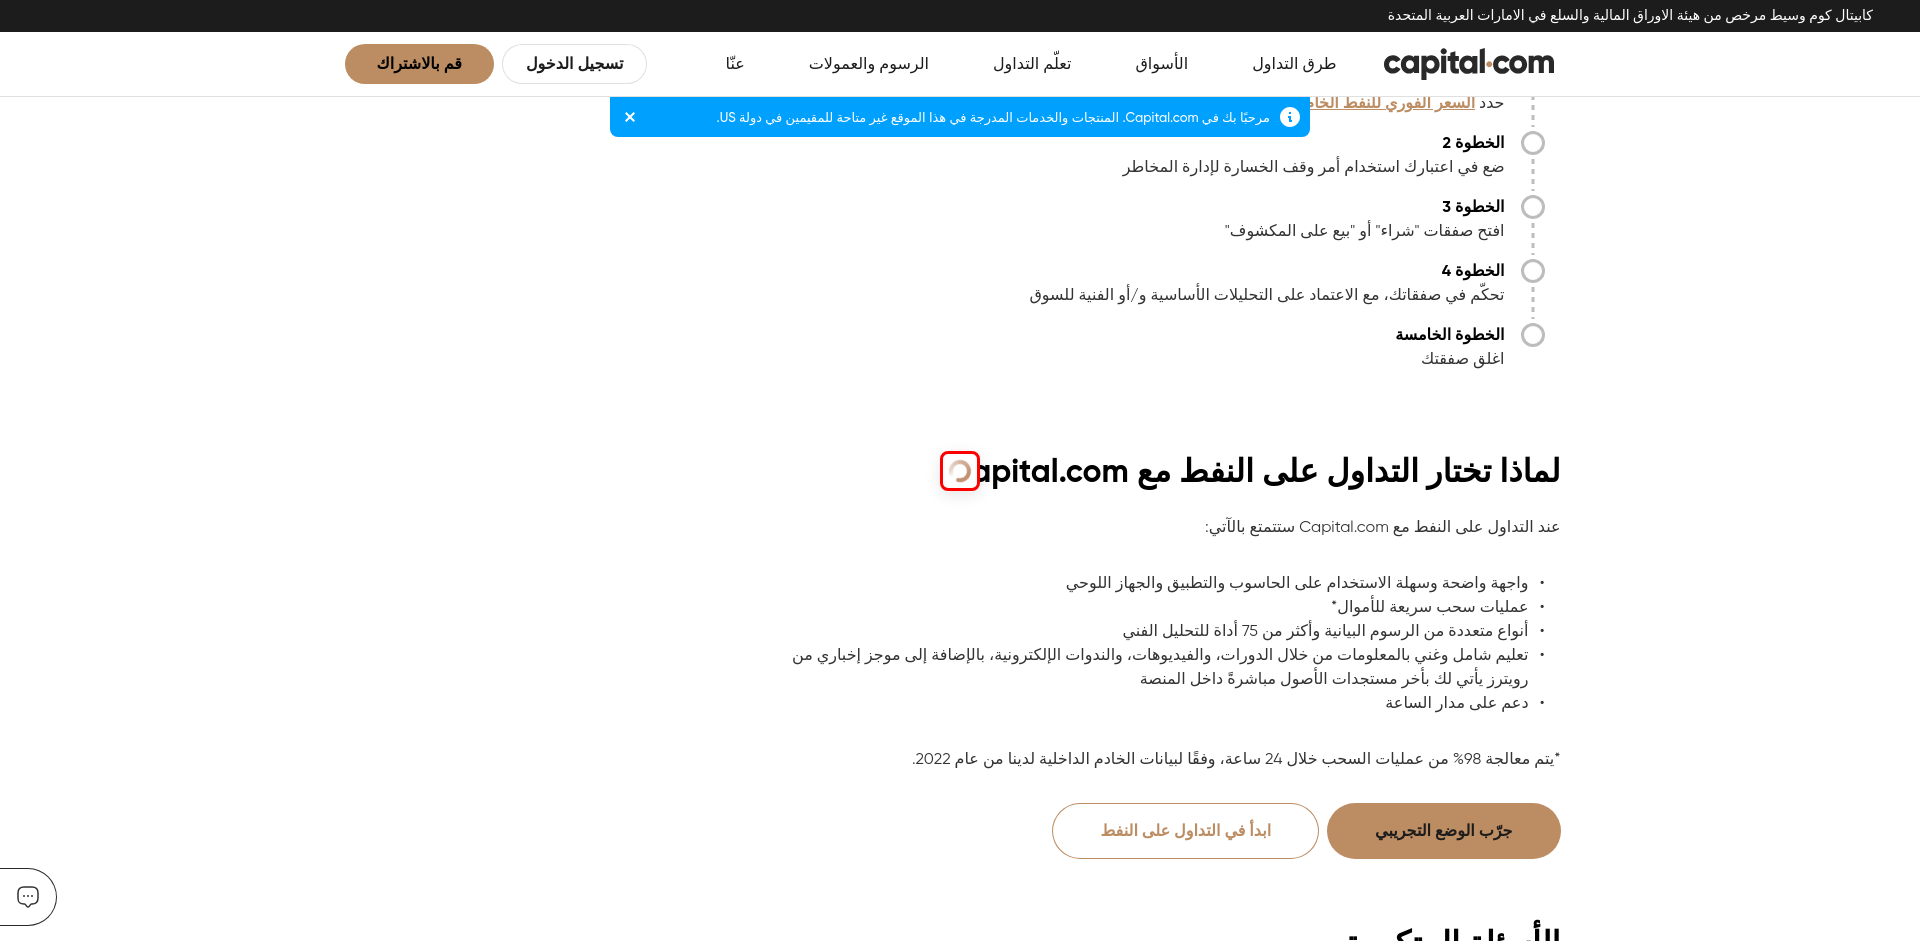 كابيتال كوم وسيط مرخص من هيئة الاوراق المالية والسلع في الامارات العربية المتحدة
capital.com
طرق التداول
الأسواق
تعلّم التداول
الرسوم والعمولات
عنّا
تسجيل الدخول
قم بالاشتراك
حدد السعر الفوري للنفط
مرحبًا بك في Capital.com. المنتجات والخدمات المدرجة في هذا الموقع غير متاحة للمقيمين في دولة US.
الخطوة 2
ضع في اعتبارك استخدام أمر وقف الخسارة لإدارة المخاطر
الخطوة 3
افتح صفقات "شراء" أو "بيع على المكشوف"
الخطوة 4
تحكّم في صفقاتك، مع الاعتماد على التحليلات الأساسية و/أو الفنية للسوق
الخطوة الخامسة
اغلق صفقتك
لماذا تختار التداول على النفط مع apital.com
عند التداول على النفط مع Capital.com ستتمتع بالآتي:
• واجهة واضحة وسهلة الاستخدام على الحاسوب والتطبيق والجهاز اللوحي
• عمليات سحب سريعة للأموال*
• أنواع متعددة من الرسوم البيانية وأكثر من 75 أداة للتحليل الفني
• تعليم شامل وغني بالمعلومات من خلال الدورات، والفيديوهات، والندوات الإلكترونية، بالإضافة إلى موجز إخباري من
رويترز يأتي لك بأخر مستجدات الأصول مباشرةً داخل المنصة
• دعم على مدار الساعة
*يتم معالجة 98% من عمليات السحب خلال 24 ساعة، وفقًا لبيانات الخادم الداخلية لدينا من عام 2022.
جرّب الوضع التجريبي
ابدأ في التداول على النفط